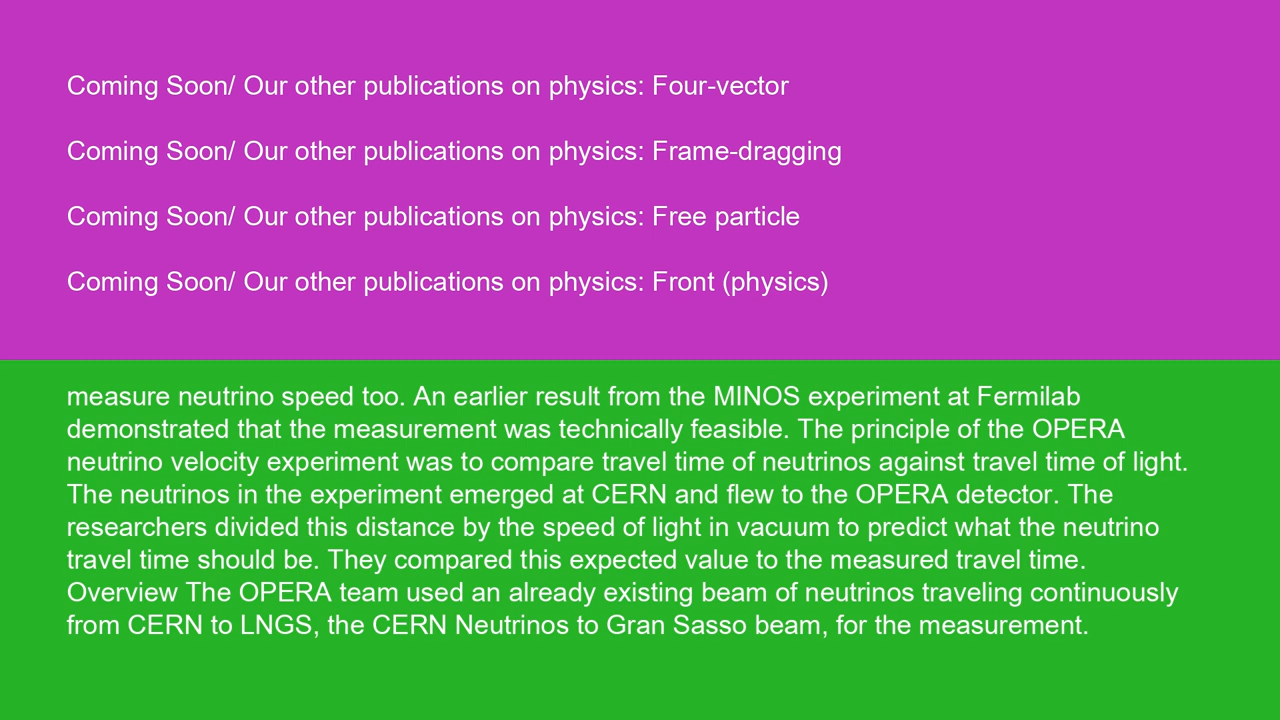 Coming Soon/ Our other publications on physics: Four-vector
Coming Soon/ Our other publications on physics: Frame-dragging
Coming Soon/ Our other publications on physics: Free particle
Coming Soon/ Our other publications on physics: Front (physics)
measure neutrino speed too. An earlier result from the MINOS experiment at Fermilab
demonstrated that the measurement was technically feasible. The principle of the OPERA
neutrino velocity experiment was to compare travel time of neutrinos against travel time of light.
The neutrinos in the experiment emerged at CERN and flew to the OPERA detector. The
researchers divided this distance by the speed of light in vacuum to predict what the neutrino
travel time should be. They compared this expected value to the measured travel time.
Overview The OPERA team used an already existing beam of neutrinos traveling continuously
from CERN to LNGS, the CERN Neutrinos to Gran Sasso beam, for the measurement.